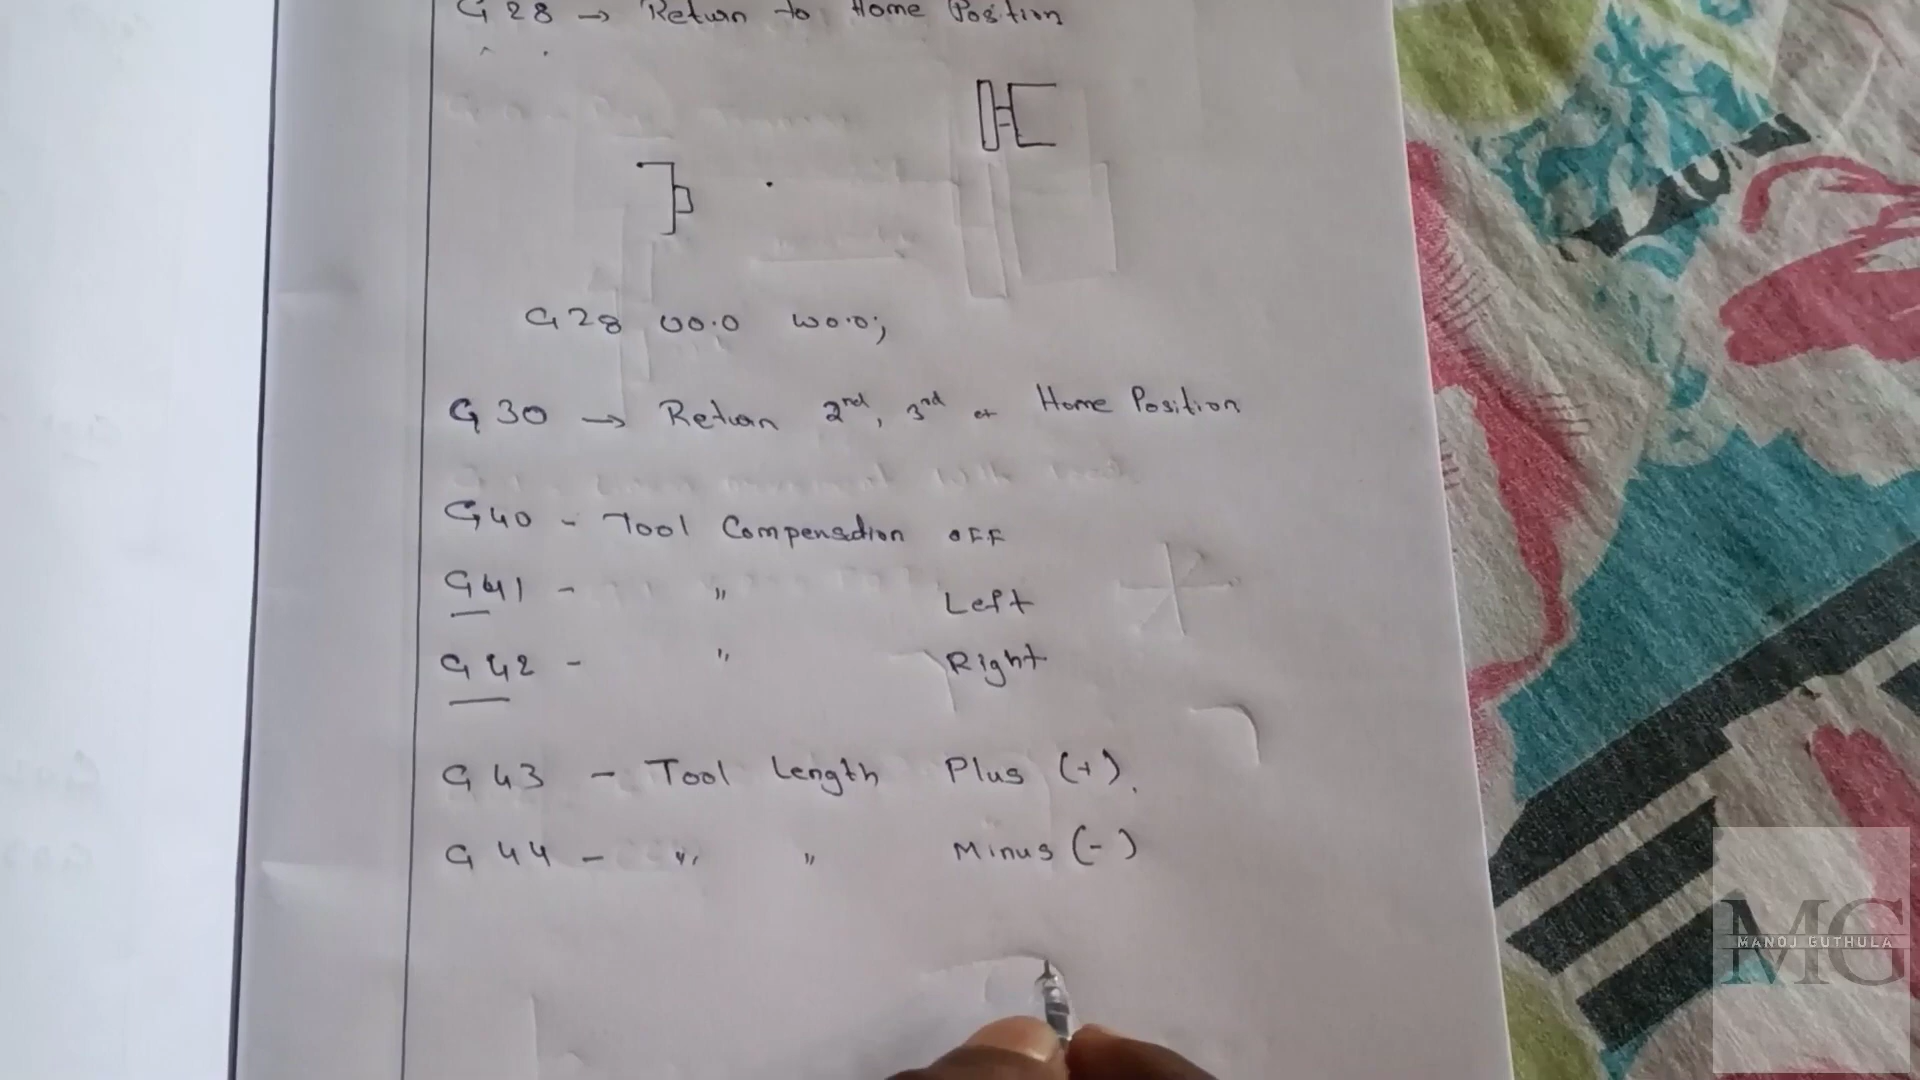 G28 → Return to Home Position
G28 U0.0 W0.0;
G30 → Return 2nd, 3rd or Home Position
G40 - Tool Compensation OFF
G41 - " Left
G42 - " Right
G43 - Tool Length Plus (+).
G44 - " " Minus (-)
MG
MANOJ GUTHULA